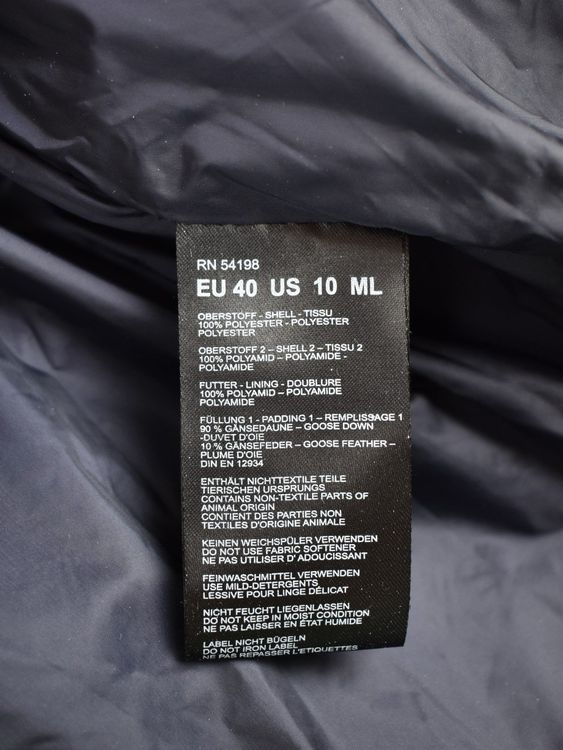 RN 54198
EU 40 US 10 ML
OBERSTOFF - SHELL - TISSU
100% POLYESTER - POLYESTER
POLYESTER
OBERSTOFF 2 – SHELL 2 – TISSU 2
100% POLYAMID – POLYAMIDE -
POLYAMIDE
FUTTER - LINING - DOUBLURE
100% POLYAMID – POLYAMIDE
POLYAMIDE
FÜLLUNG 1 - PADDING 1 – REMPLISSAGE 1
90 % GÄNSEDAUNE – GOOSE DOWN
-DUVET D'OIE
10 % GÄNSEFEDER – GOOSE FEATHER –
PLUME D'OIE
DIN EN 12934
ENTHÄLT NICHTTEXTILE TEILE
TIERISCHEN URSPRUNGS
CONTAINS NON-TEXTILE PARTS OF
ANIMAL ORIGIN
CONTIENT DES PARTIES NON
TEXTILES D'ORIGINE ANIMALE
KEINEN WEICHSPÜLER VERWENDEN
DO NOT USE FABRIC SOFTENER
NE PAS UTILISER D' ADOUCISSANT
FEINWASCHMITTEL VERWENDEN
USE MILD-DETERGENTS
LESSIVE POUR LINGE DÉLICAT
NICHT FEUCHT LIEGENLASSEN
DO NOT KEEP IN MOIST CONDITION
NE PAS LAISSER EN ÉTAT HUMIDE
LABEL NICHT BÜGELN
DO NOT IRON LABEL
NE PAS REPASSER L'ETIQUETTES